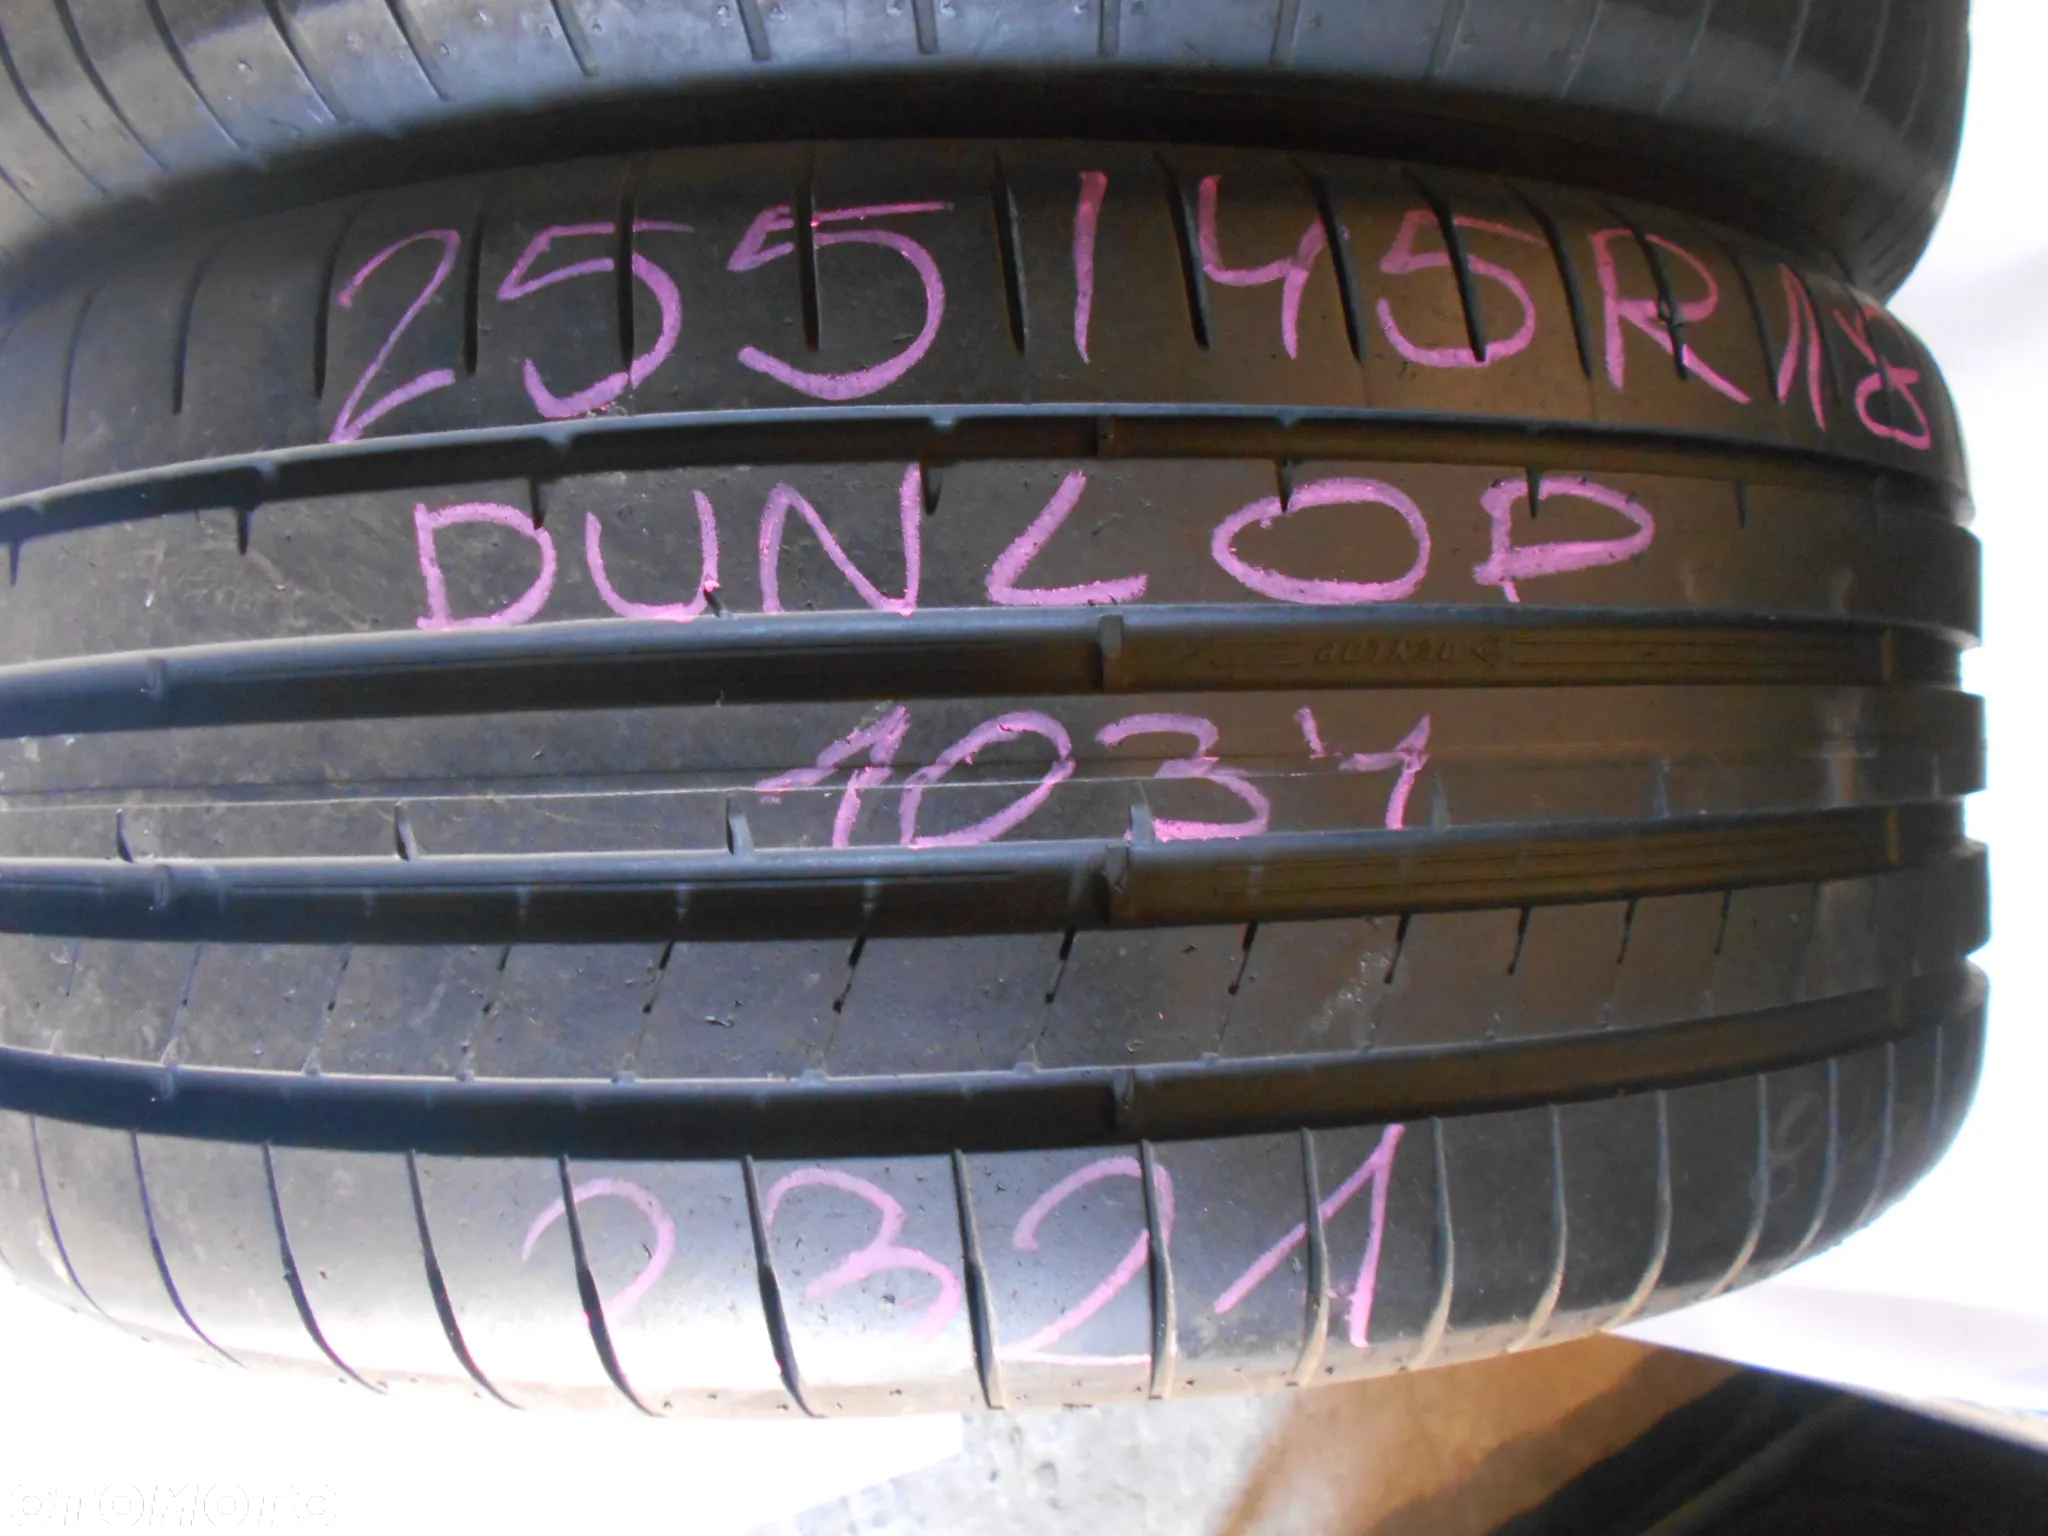 255/45R18
DUNLOP
DUNLOP
103Y
2321
OTOMOTO